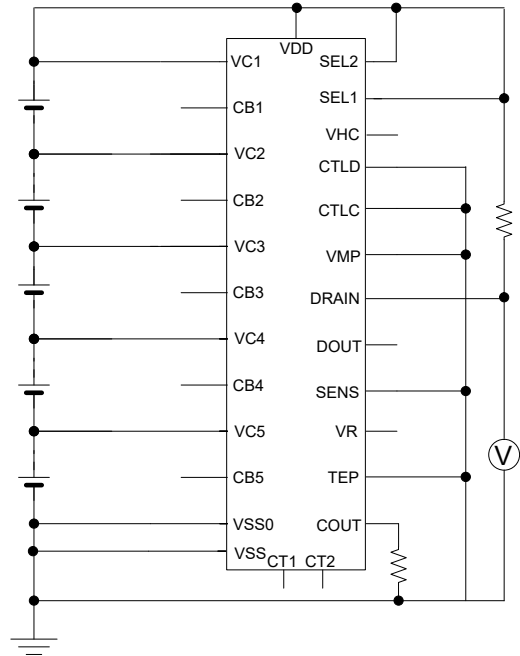 VDD
VC1
CB1
VC2
CB2
VC3
CB3
VC4
CB4
VC5
CB5
VSS0
VSS
CT1 CT2
SEL2
SEL1
VHC
CTLD
CTLC
VMP
DRAIN
DOUT
SENS
VR
TEP
COUT
V